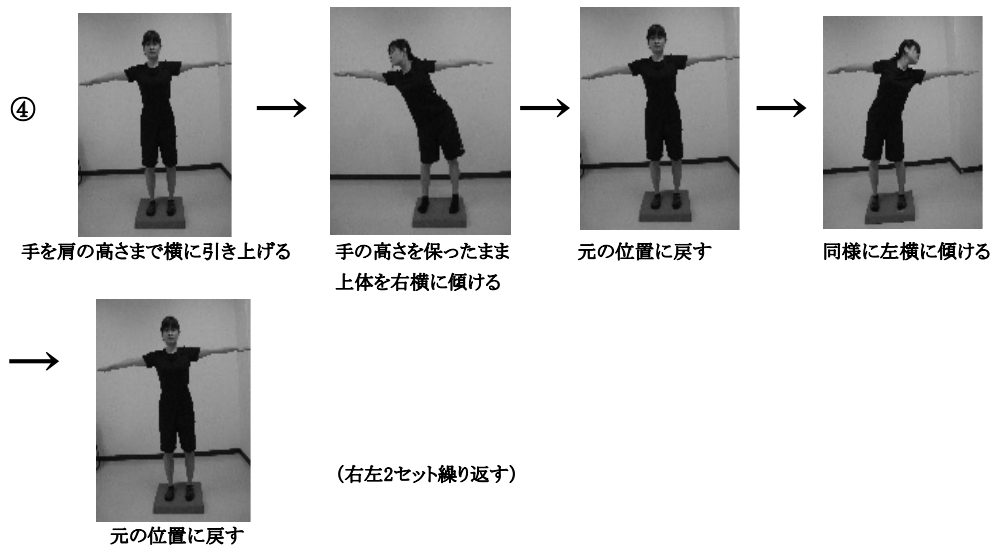 ④
手を肩の高さまで横に引き上げる
手の高さを保ったまま
上体を右横に傾ける
元の位置に戻す
同様に左横に傾ける
元の位置に戻す
（右左2セット繰り返す）